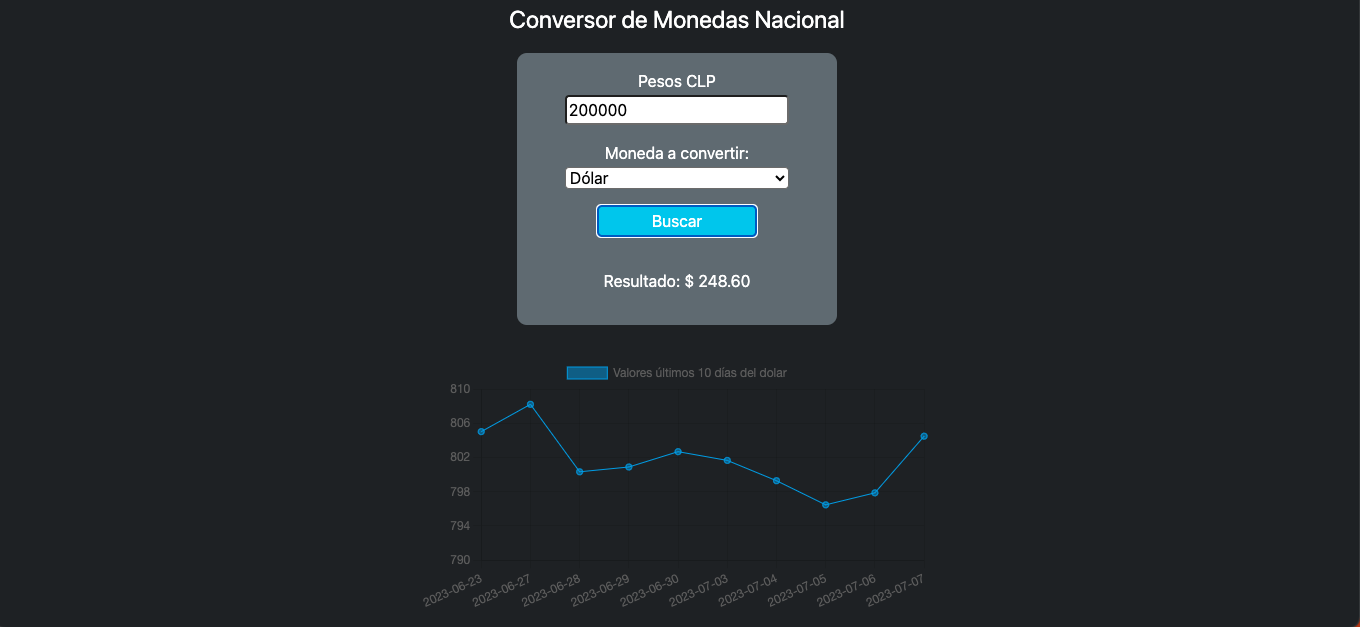 Conversor de Monedas Nacional
Pesos CLP
200000
Moneda a convertir:
Dólar
Buscar
Resultado: $ 248.60
Valores últimos 10 días del dolar
810
806
802
798
794
790
2023-06-23
2023-06-27
2023-06-28
2023-06-29
2023-06-30
2023-07-03
2023-07-04
2023-07-05
2023-07-06
2023-07-07